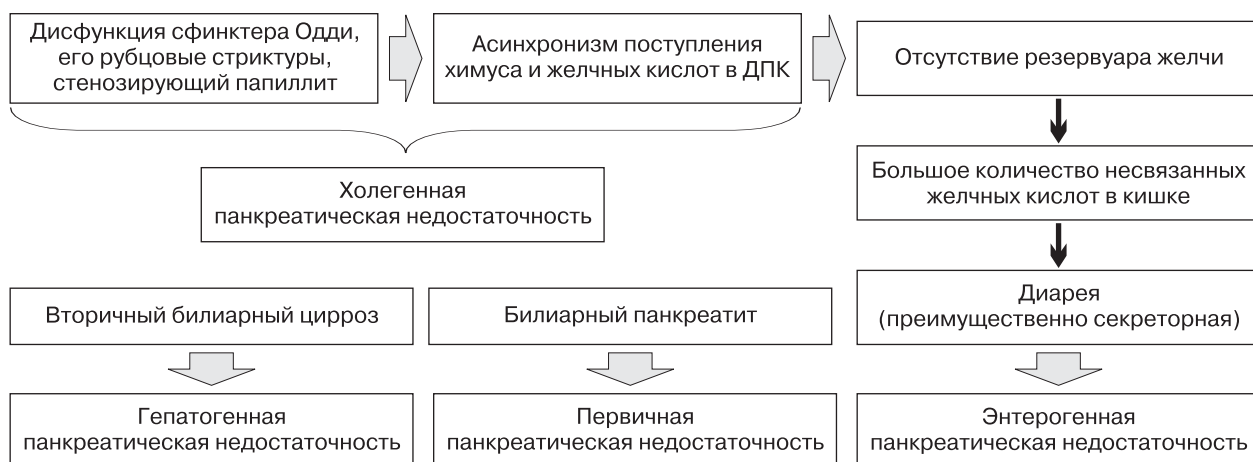 Дисфункция сфинктера Одди,
его рубцовые стриктуры,
стенозирующий папиллит
Асинхронизм поступления
химуса и желчных кислот в ДПК
Отсутствие резервуара желчи
Холегенная
панкреатическая недостаточность
Большое количество несвязанных
желчных кислот в кишке
Вторичный билиарный цирроз
Билиарный панкреатит
Диарея
(преимущественно секреторная)
Гепатогенная
панкреатическая недостаточность
Первичная
панкреатическая недостаточность
Энтерогенная
панкреатическая недостаточность